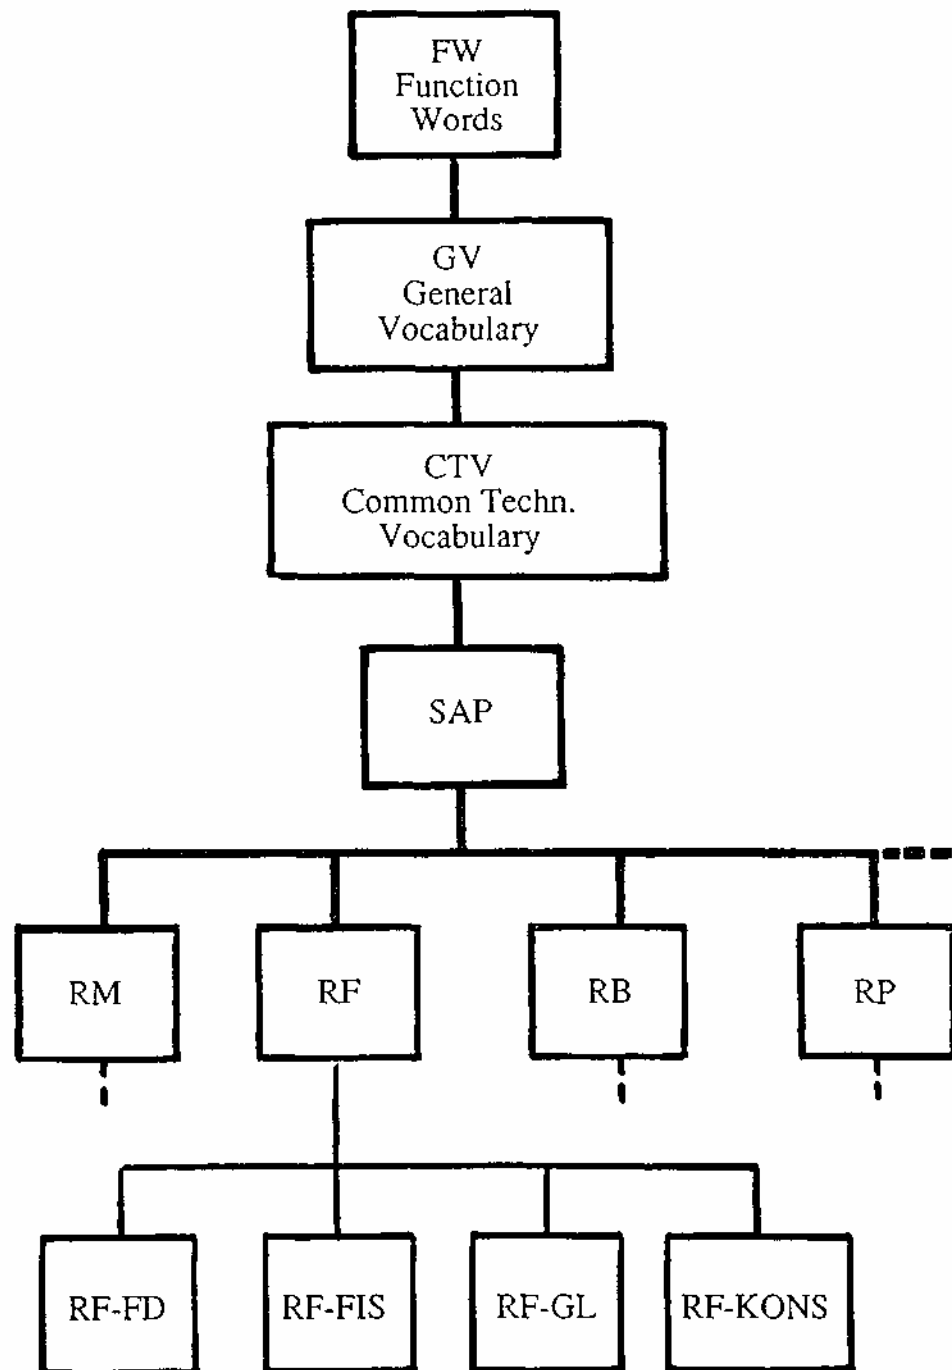 FW
Function
Words
GV
General
Vocabulary
CTV
Common Techn.
Vocabulary
SAP
RM
RF
RB
RP
RF-FD
RF-FIS
RF-GL
RF-KONS